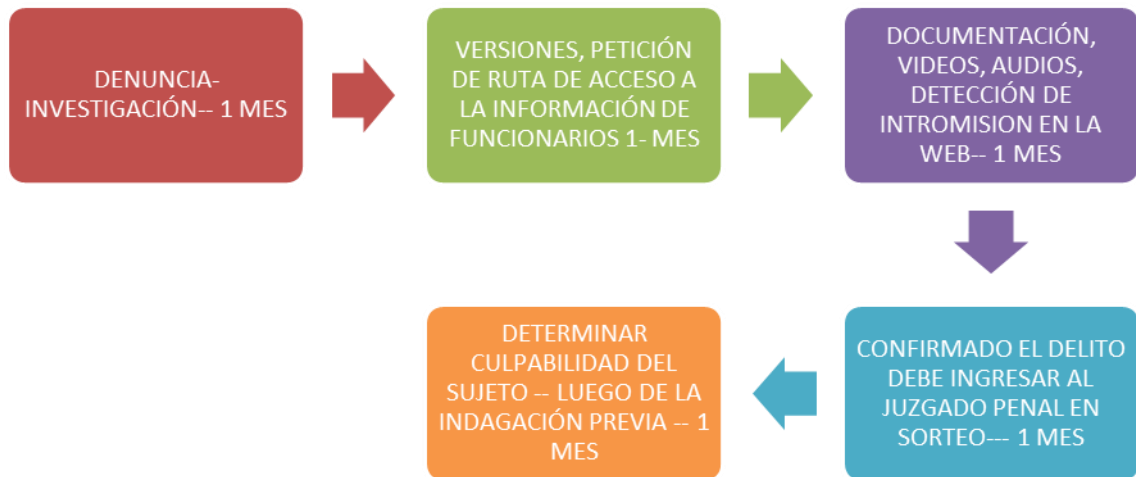 DENUNCIA-
INVESTIGACIÓN-- 1 MES
VERSIONES, PETICIÓN
DE RUTA DE ACCESO A
LA INFORMACIÓN DE
FUNCIONARIOS 1- MES
DOCUMENTACIÓN,
VIDEOS, AUDIOS,
DETECCIÓN DE
INTROMISION EN LA
WEB-- 1 MES
CONFIRMADO EL DELITO
DEBE INGRESAR AL
JUZGADO PENAL EN
SORTEO--- 1 MES
DETERMINAR
CULPABILIDAD DEL
SUJETO -- LUEGO DE LA
INDAGACIÓN PREVIA -- 1
MES